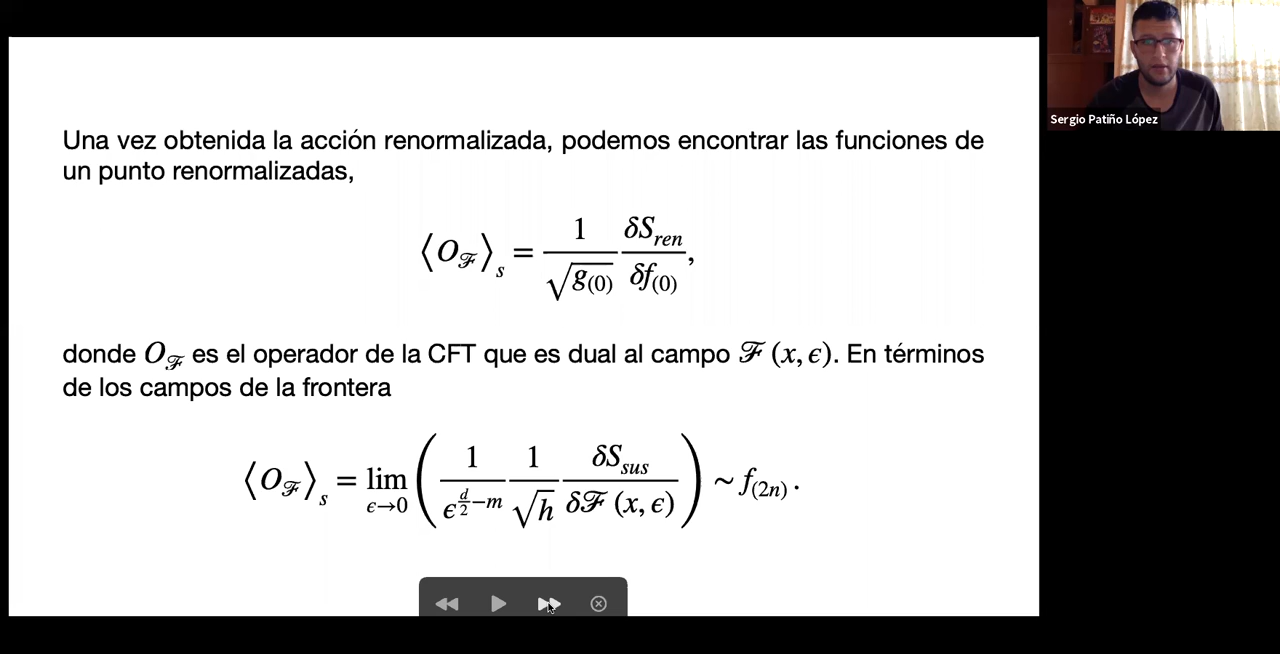 Una vez obtenida la acción renormalizada, podemos encontrar las funciones de
un punto renormalizadas,
⟨O_ℱ⟩_s = 1/√g_(0) δS_ren/δf_(0),
donde O_ℱ es el operador de la CFT que es dual al campo ℱ (x, ϵ). En términos
de los campos de la frontera
⟨O_ℱ⟩_s = lim_{ϵ→0} (1/ϵ^{d/2−m} 1/√h δS_sus/δℱ (x, ϵ)) ~ f_(2n) .
Sergio Patiño López